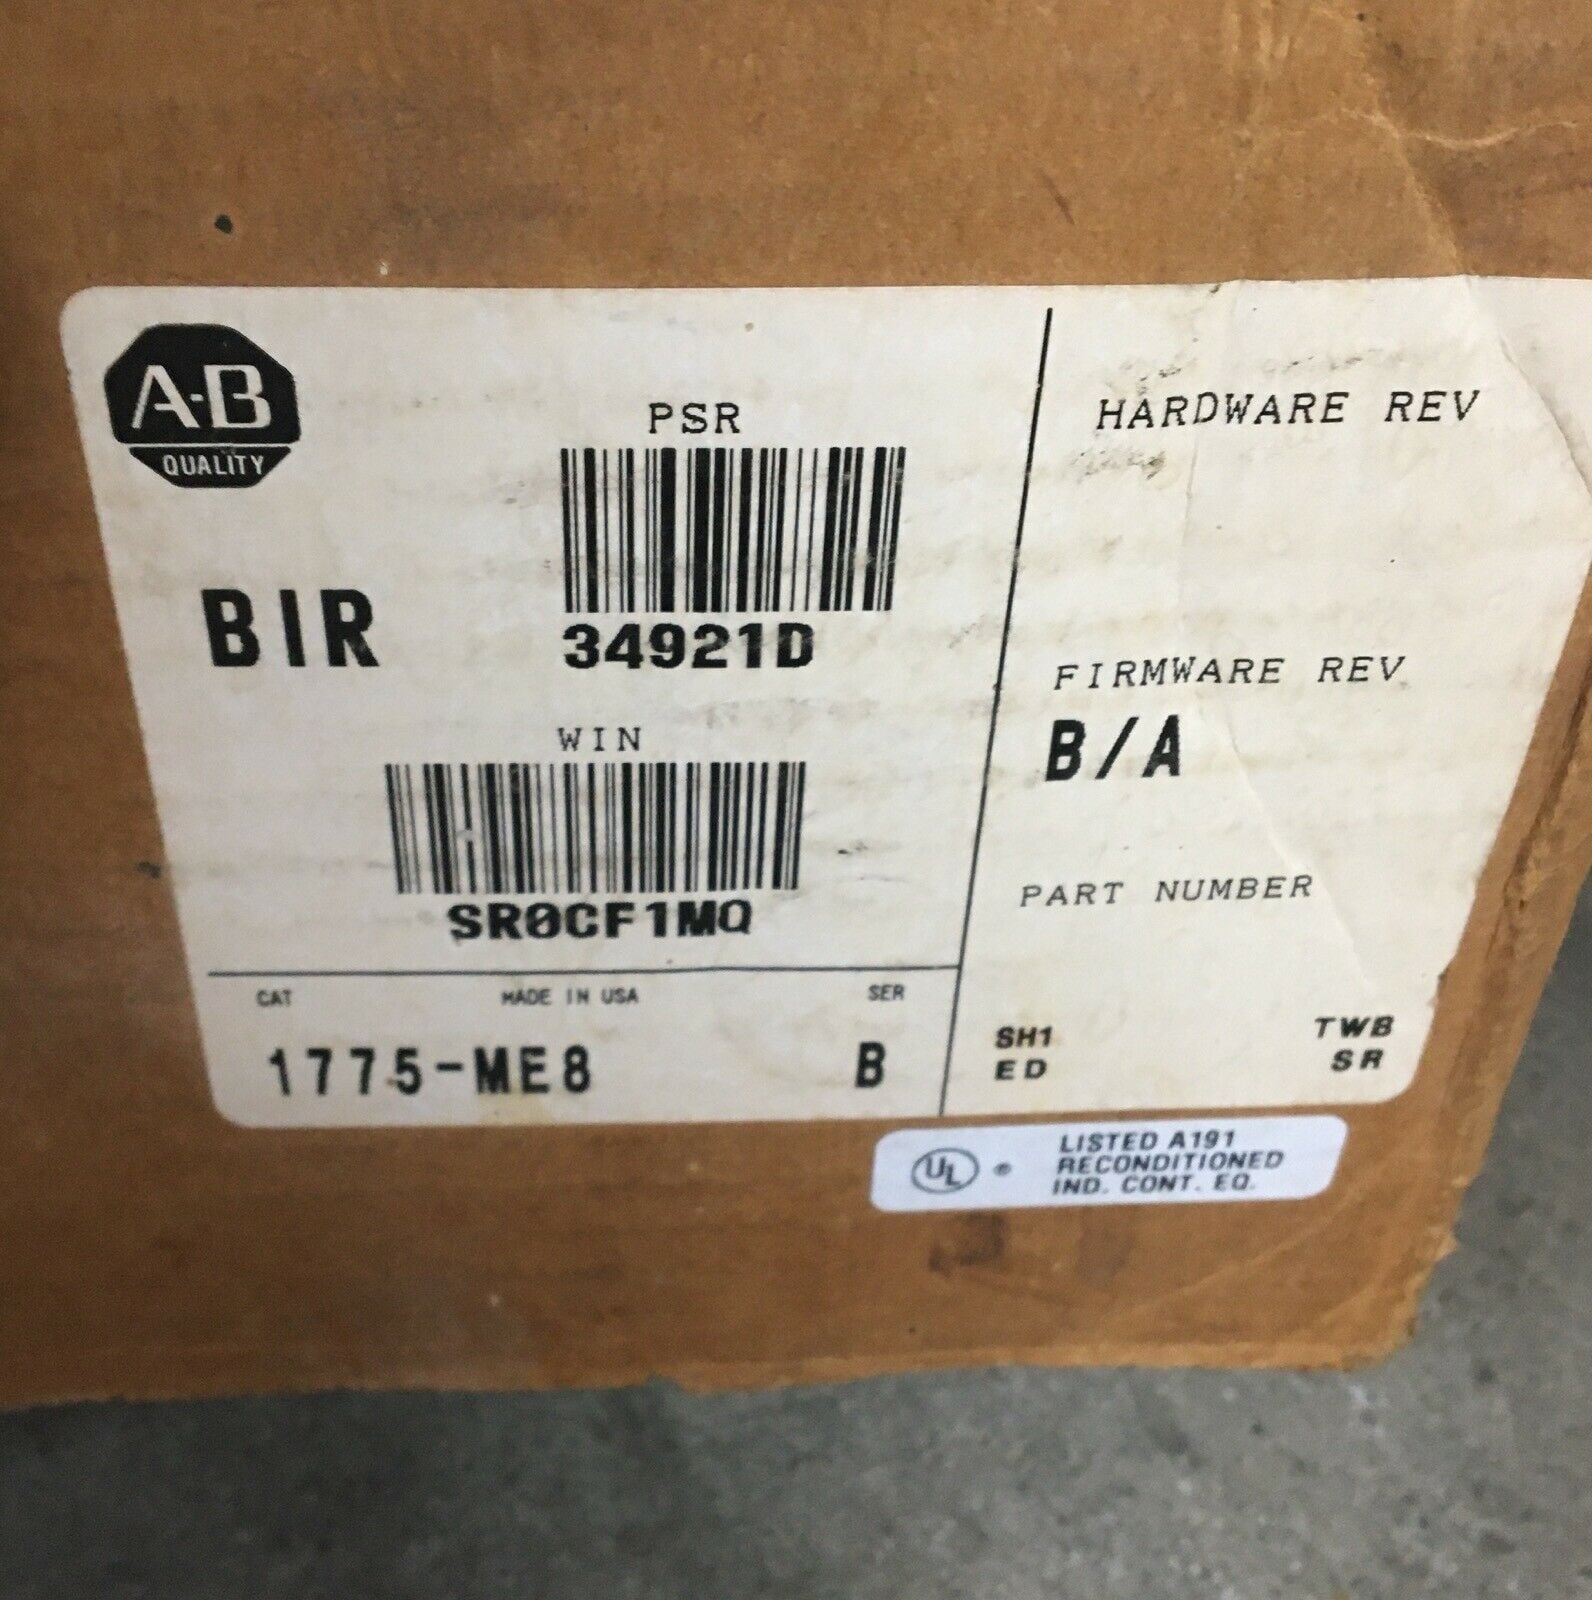 A-B
QUALITY
PSR
BIR
34921D
WIN
SR0CF1MQ
CAT MADE IN USA SER
1775-ME8 B
HARDWARE REV
FIRMWARE REV
B/A
PART NUMBER
SH1 TWB
ED SR
UL ® LISTED A191
RECONDITIONED
IND. CONT. EQ.